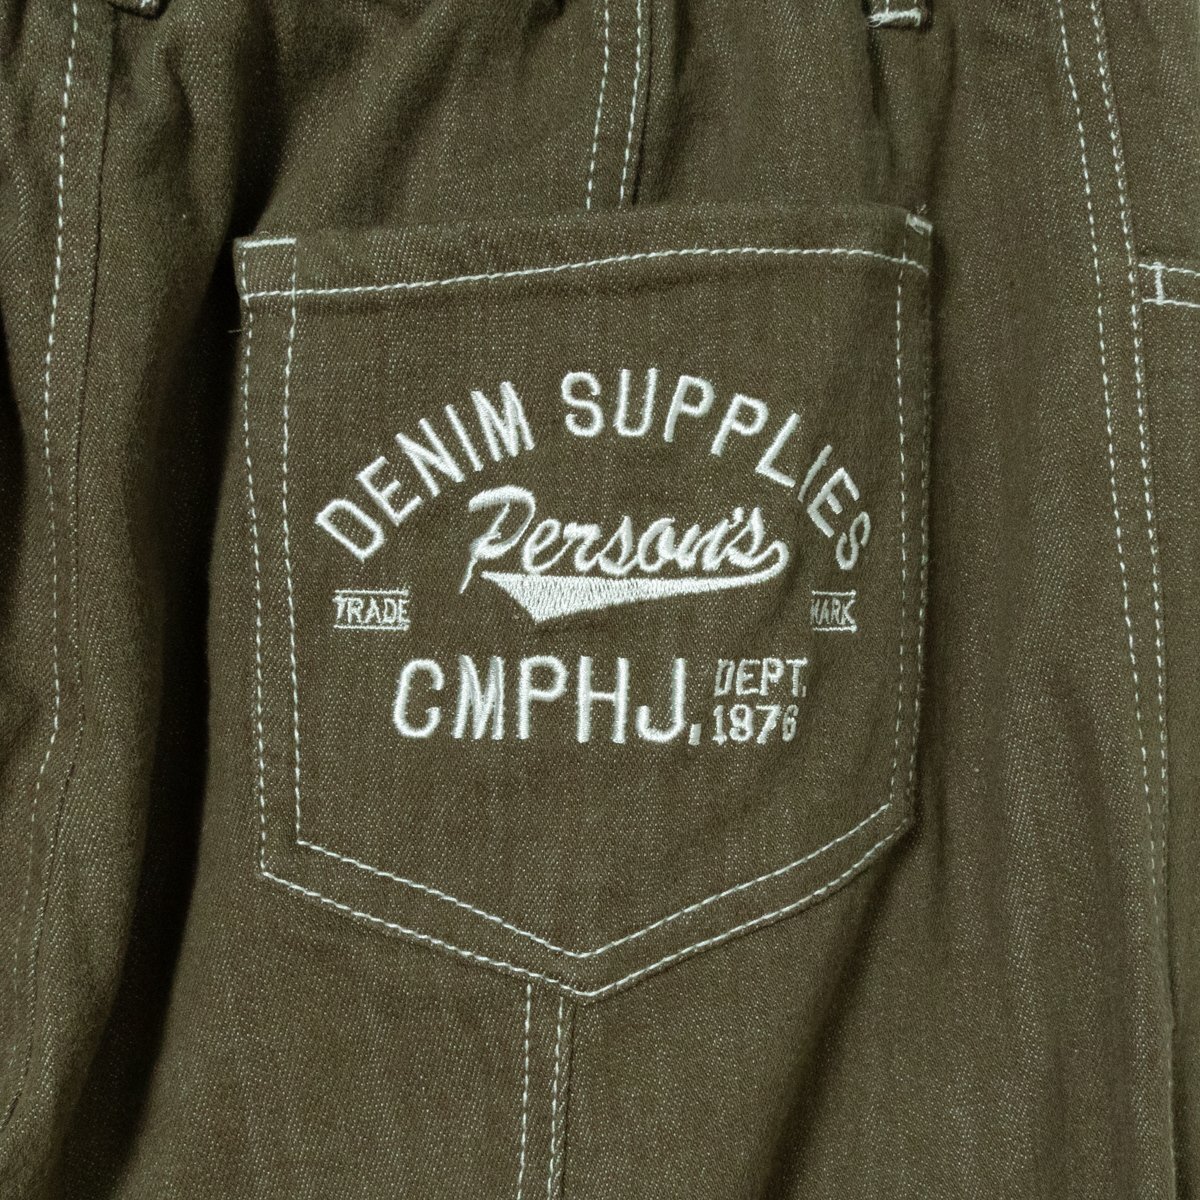 DENIM SUPPLIES
Person's
TRADE MARK
CMPHJ, DEPT.
1976